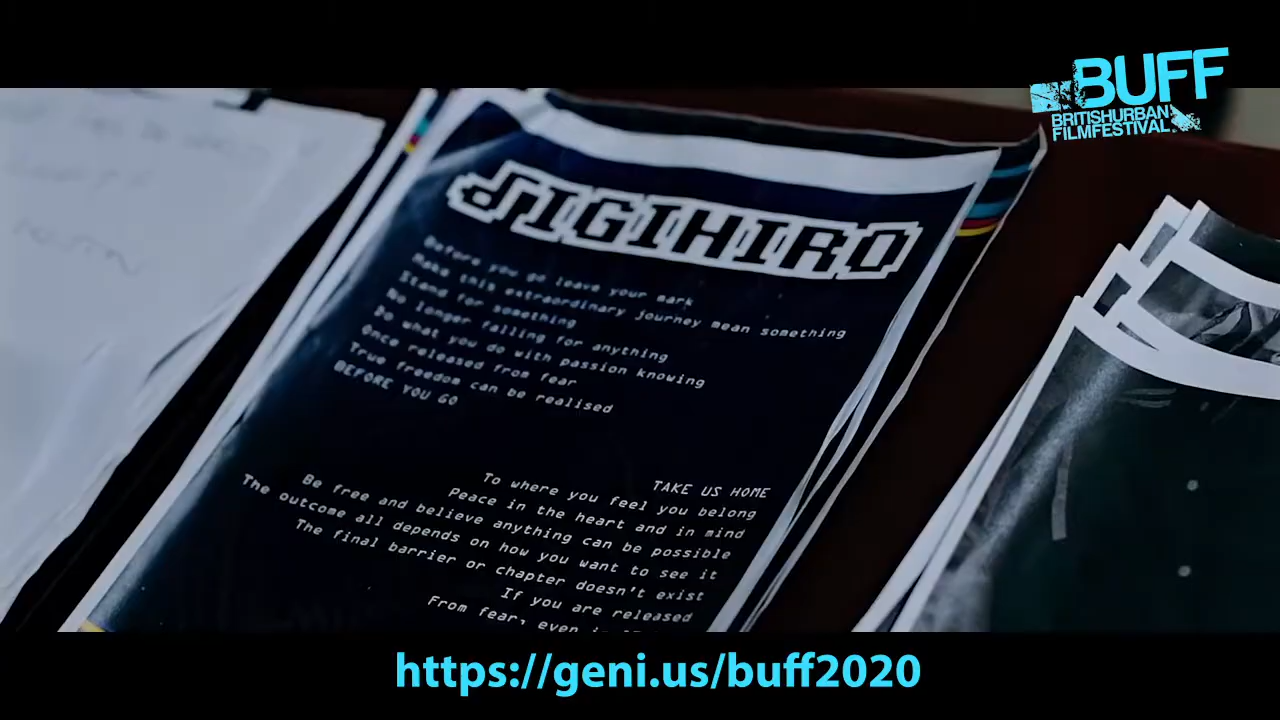 BUFF
BRITISHURBAN
FILMFESTIVAL
dIGIHIRO
Before you go leave your mark
Make this extraordinary journey mean something
Stand for something
No longer falling for anything
Do what you do with passion knowing
Once released from fear
True freedom can be realised
BEFORE YOU GO
TAKE US HOME
To where you feel you belong
Peace in the heart and in mind
Be free and believe anything can be possible
The outcome all depends on how you want to see it
The final barrier or chapter doesn't exist
If you are released
From fear, even
https://geni.us/buff2020